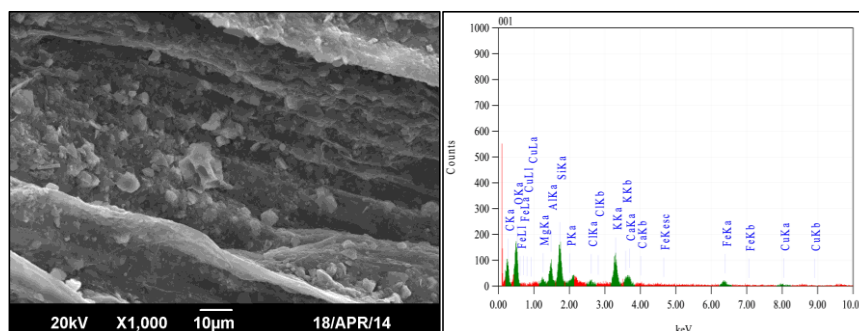 20kV X1,000 10µm 18/APR/14
001
1000
900
800
700
600
500
400
300
200
100
0
Counts
CKa
OKa
FeLl
FeLa
CuLl
CuLa
MgKa
AlKa
SiKa
PKa
ClKa
ClKb
KKa
KKb
CaKa
CaKb
FeKesc
FeKa
FeKb
CuKa
CuKb
0.00 1.00 2.00 3.00 4.00 5.00 6.00 7.00 8.00 9.00 10.00
keV